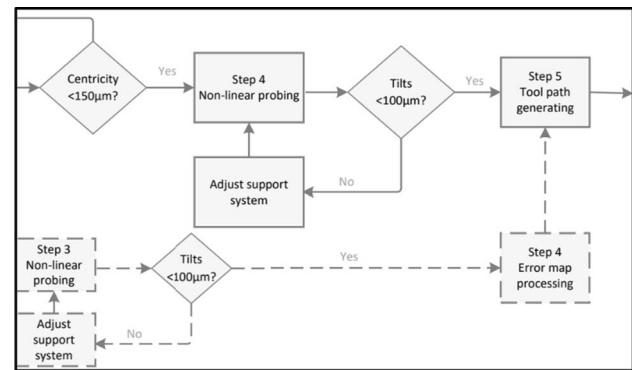 Centricity
<150μm?
Yes
Step 4
Non-linear probing
Tilts
<100μm?
Yes
Step 5
Tool path
generating
Adjust support
system
No
Step 3
Non-linear
probing
Tilts
<100μm?
Yes
Step 4
Error map
processing
Adjust
support
system
No